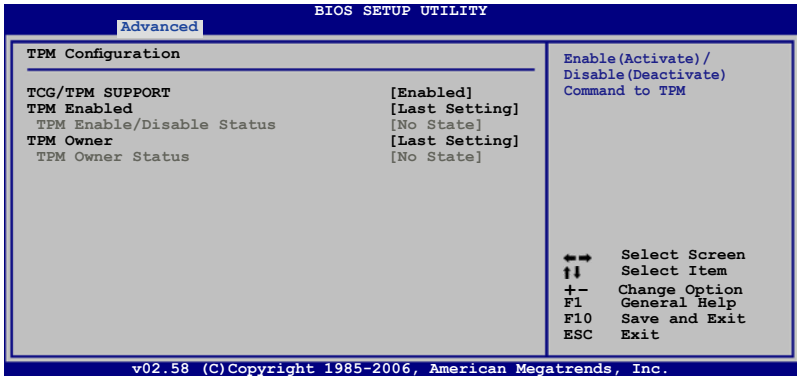 BIOS SETUP UTILITY
Advanced
TPM Configuration
TCG/TPM SUPPORT [Enabled]
TPM Enabled [Last Setting]
TPM Enable/Disable Status [No State]
TPM Owner [Last Setting]
TPM Owner Status [No State]
Enable(Activate)/
Disable(Deactivate)
Command to TPM
←→ Select Screen
↑↓ Select Item
+- Change Option
F1 General Help
F10 Save and Exit
ESC Exit
v02.58 (C)Copyright 1985-2006, American Megatrends, Inc.